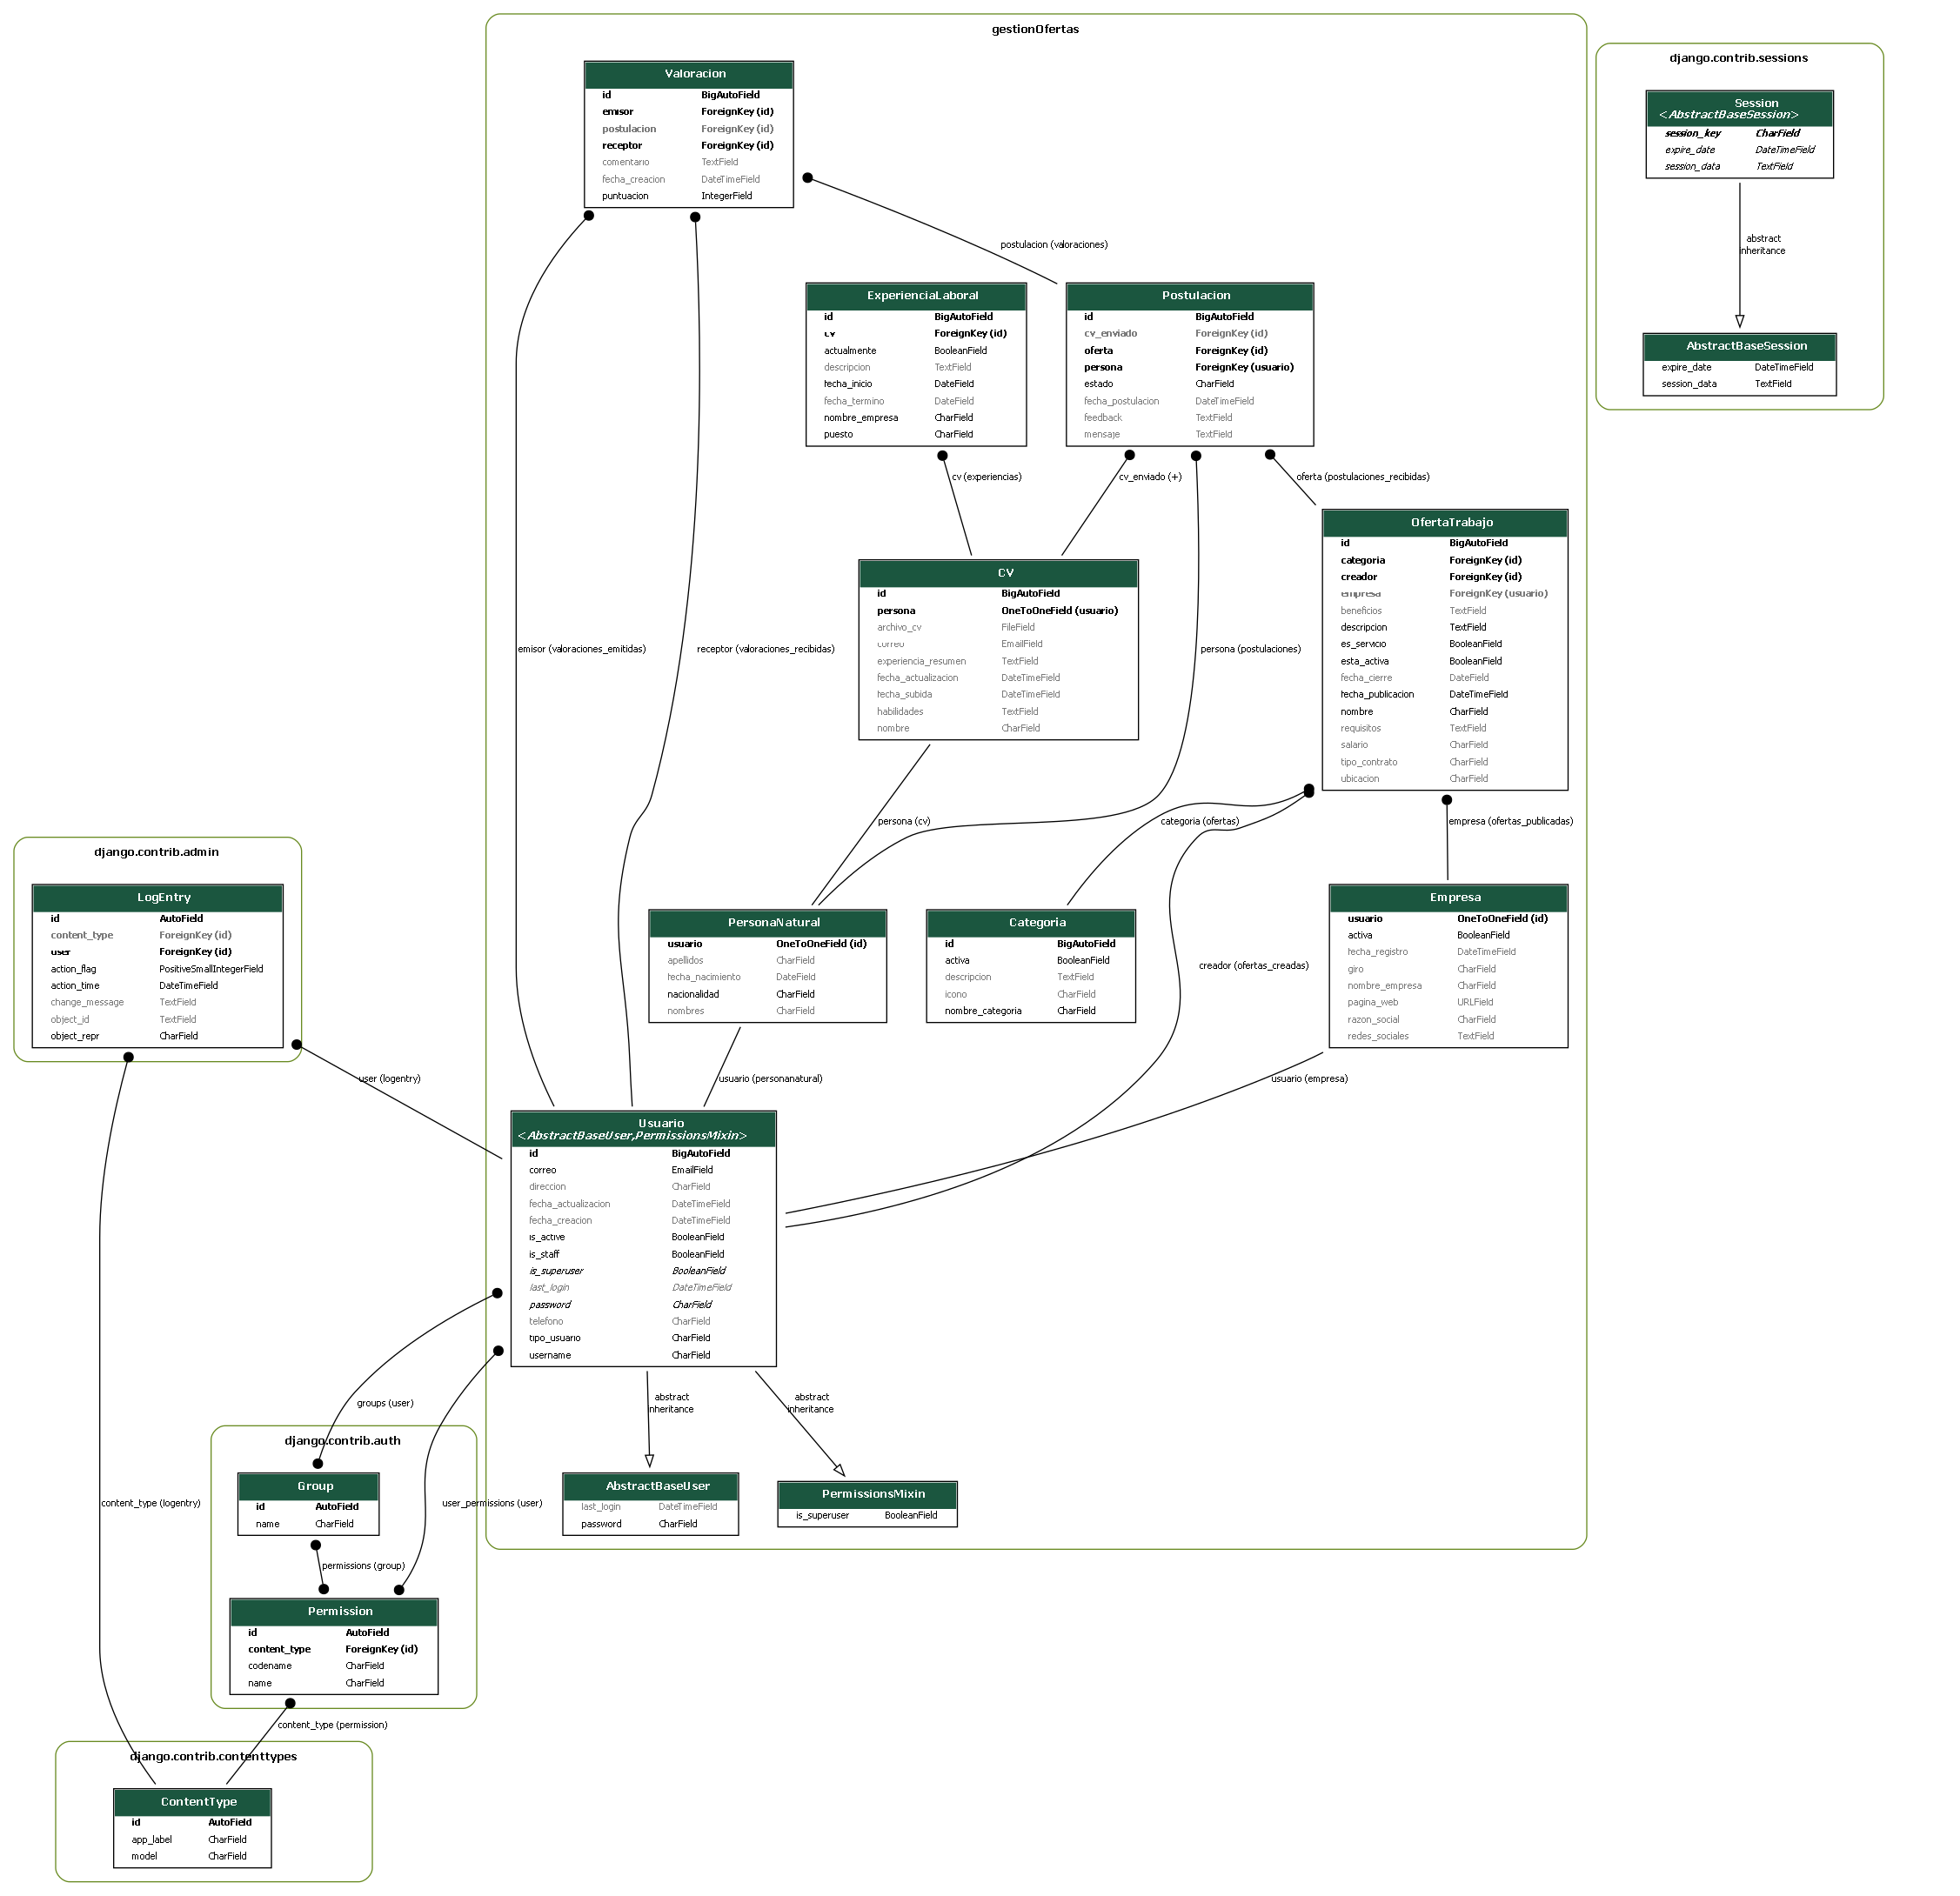 gestionOfertas
Valoracion
id BigAutoField
emisor ForeignKey (id)
postulacion ForeignKey (id)
receptor ForeignKey (id)
comentario TextField
fecha_creacion DateTimeField
puntuacion IntegerField
django.contrib.sessions
Session
<AbstractBaseSession>
session_key CharField
expire_date DateTimeField
session_data TextField
abstract
inheritance
AbstractBaseSession
expire_date DateTimeField
session_data TextField
postulacion (valoraciones)
ExperienciaLaboral
id BigAutoField
cv ForeignKey (id)
actualmente BooleanField
descripcion TextField
fecha_inicio DateField
fecha_termino DateField
nombre_empresa CharField
puesto CharField
Postulacion
id BigAutoField
cv_enviado ForeignKey (id)
oferta ForeignKey (id)
persona ForeignKey (usuario)
estado CharField
fecha_postulacion DateTimeField
feedback TextField
mensaje TextField
cv (experiencias)
cv_enviado (+)
oferta (postulaciones_recibidas)
OfertaTrabajo
id BigAutoField
categoria ForeignKey (id)
creador ForeignKey (id)
empresa ForeignKey (usuario)
beneficios TextField
descripcion TextField
es_servicio BooleanField
esta_activa BooleanField
fecha_cierre DateField
fecha_publicacion DateTimeField
nombre CharField
requisitos TextField
salario CharField
tipo_contrato CharField
ubicacion CharField
CV
id BigAutoField
persona OneToOneField (usuario)
archivo_cv FileField
correo EmailField
experiencia_resumen TextField
fecha_actualizacion DateTimeField
fecha_subida DateTimeField
habilidades TextField
nombre CharField
emisor (valoraciones_emitidas)
receptor (valoraciones_recibidas)
persona (postulaciones)
persona (cv)
categoria (ofertas)
empresa (ofertas_publicadas)
django.contrib.admin
LogEntry
id AutoField
content_type ForeignKey (id)
user ForeignKey (id)
action_flag PositiveSmallIntegerField
action_time DateTimeField
change_message TextField
object_id TextField
object_repr CharField
PersonaNatural
usuario OneToOneField (id)
apellidos CharField
fecha_nacimiento DateField
nacionalidad CharField
nombres CharField
Categoria
id BigAutoField
activa BooleanField
descripcion TextField
icono CharField
nombre_categoria CharField
creador (ofertas_creadas)
Empresa
usuario OneToOneField (id)
activa BooleanField
fecha_registro DateTimeField
giro CharField
nombre_empresa CharField
pagina_web URLField
razon_social CharField
redes_sociales TextField
user (logentry)
usuario (personanatural)
usuario (empresa)
Usuario
<AbstractBaseUser,PermissionsMixin>
id BigAutoField
correo EmailField
direccion CharField
fecha_actualizacion DateTimeField
fecha_creacion DateTimeField
is_active BooleanField
is_staff BooleanField
is_superuser BooleanField
last_login DateTimeField
password CharField
telefono CharField
tipo_usuario CharField
username CharField
groups (user)
abstract
inheritance
abstract
inheritance
django.contrib.auth
Group
id AutoField
name CharField
content_type (logentry)
user_permissions (user)
AbstractBaseUser
last_login DateTimeField
password CharField
PermissionsMixin
is_superuser BooleanField
permissions (group)
Permission
id AutoField
content_type ForeignKey (id)
codename CharField
name CharField
content_type (permission)
django.contrib.contenttypes
ContentType
id AutoField
app_label CharField
model CharField